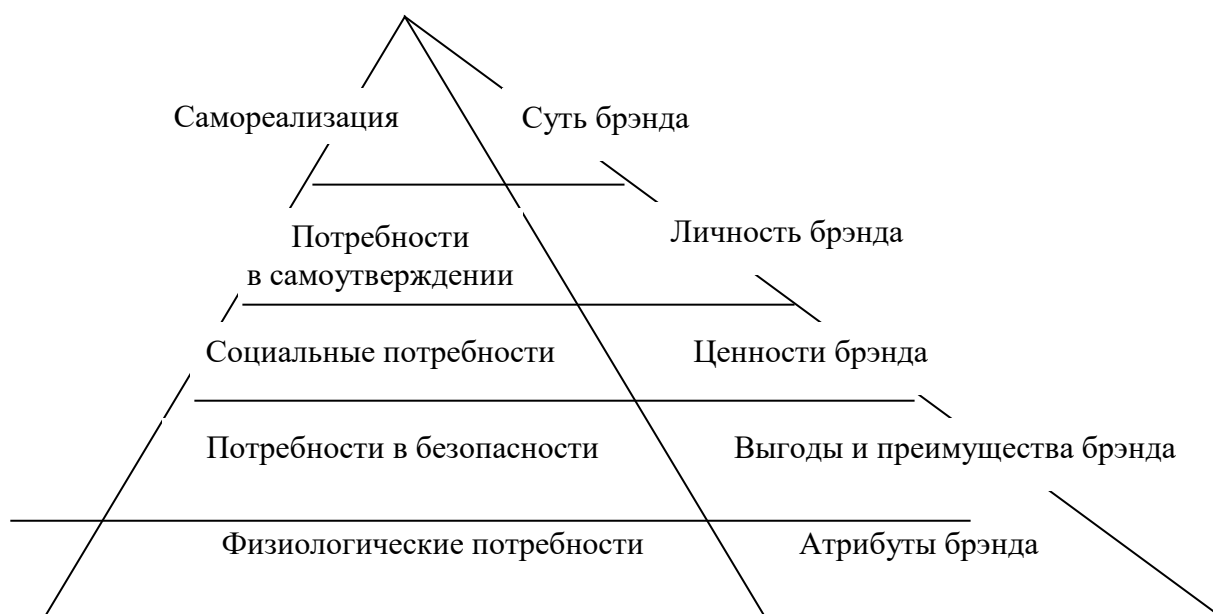 Самореализация
Суть брэнда
Потребности
в самоутверждении
Личность брэнда
Социальные потребности
Ценности брэнда
Потребности в безопасности
Выгоды и преимущества брэнда
Физиологические потребности
Атрибуты брэнда